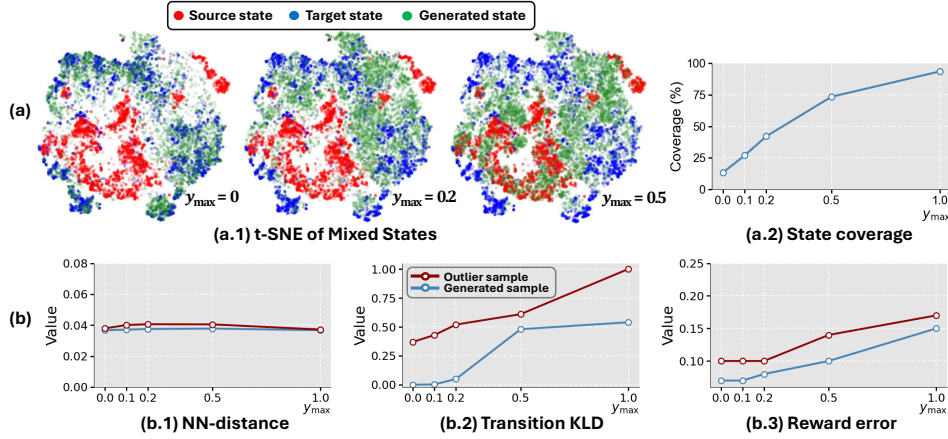 Source state Target state Generated state
(a)
y_max = 0
y_max = 0.2
y_max = 0.5
(a.1) t-SNE of Mixed States
Coverage (%)
100
75
50
25
0
0.0 0.1 0.2 0.5 1.0
y_max
(a.2) State coverage
(b)
Value
0.08
0.06
0.04
0.02
0.00
0.0 0.1 0.2 0.5 1.0
y_max
(b.1) NN-distance
Value
1.00
0.75
0.50
0.25
0.00
Outlier sample
Generated sample
0.0 0.1 0.2 0.5 1.0
y_max
(b.2) Transition KLD
Value
0.25
0.20
0.15
0.10
0.0 0.1 0.2 0.5 1.0
y_max
(b.3) Reward error